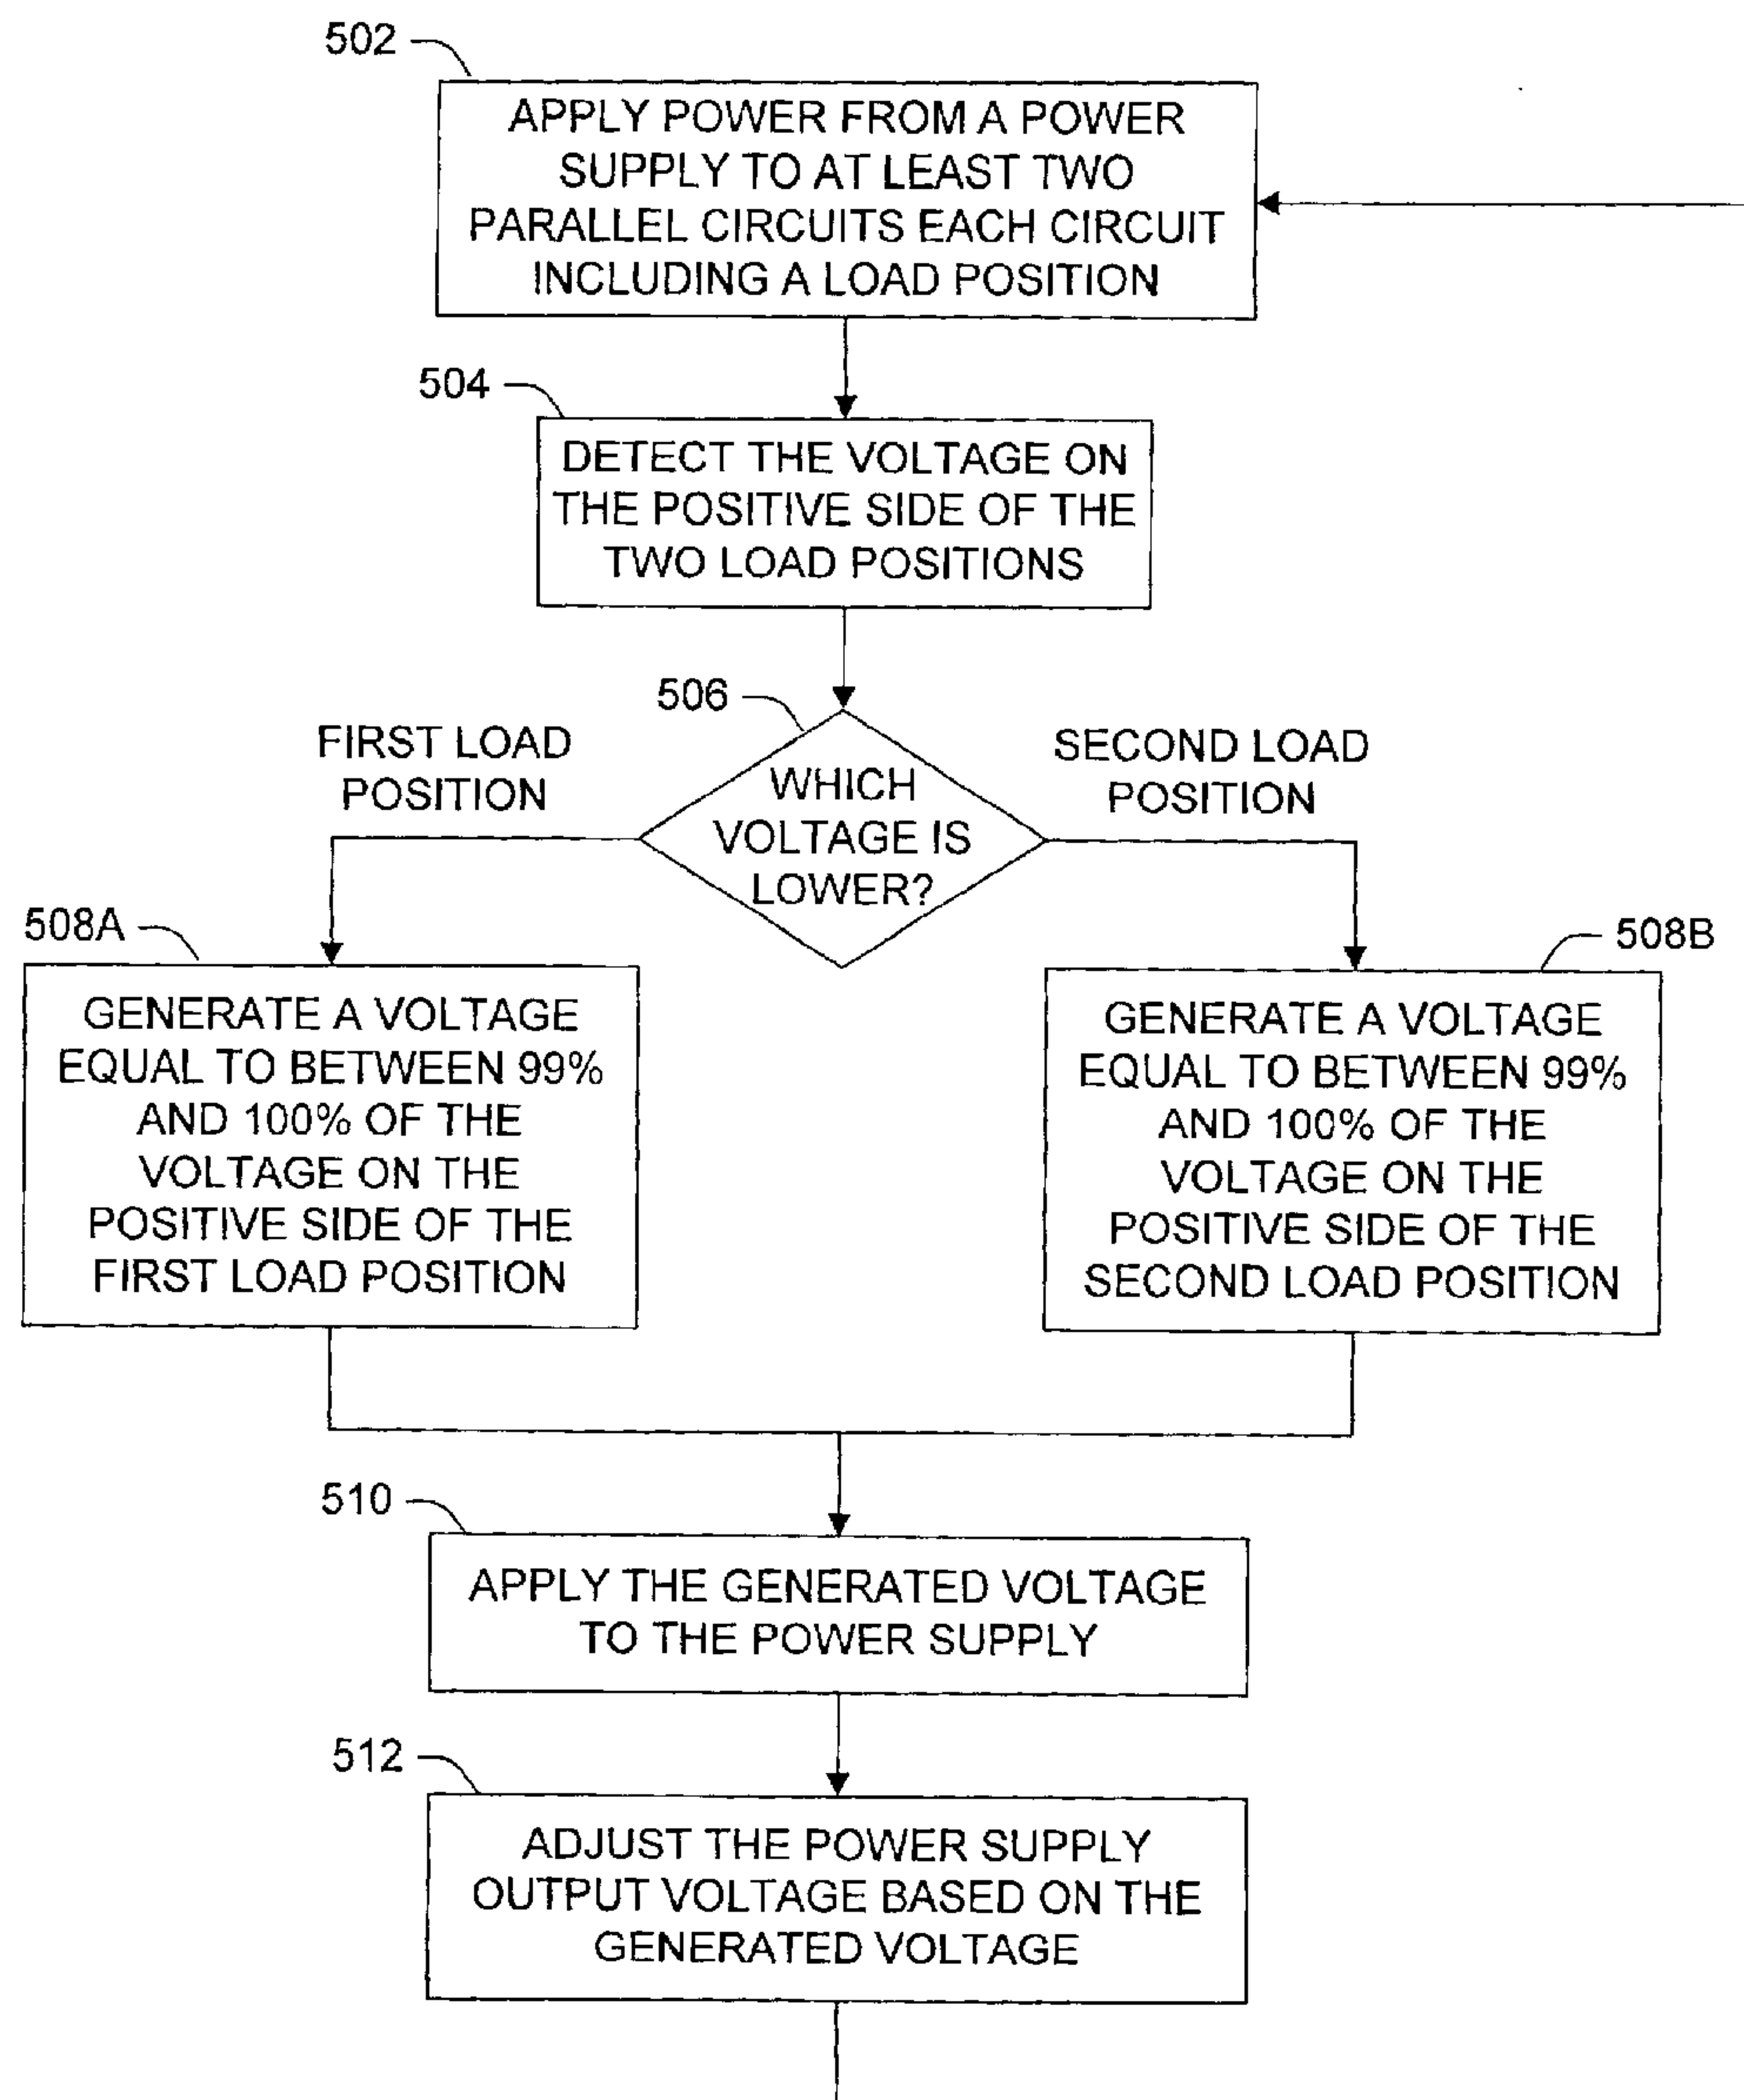 502
APPLY POWER FROM A POWER
SUPPLY TO AT LEAST TWO
PARALLEL CIRCUITS EACH CIRCUIT
INCLUDING A LOAD POSITION
504
DETECT THE VOLTAGE ON
THE POSITIVE SIDE OF THE
TWO LOAD POSITIONS
506
WHICH
VOLTAGE IS
LOWER?
FIRST LOAD
POSITION
SECOND LOAD
POSITION
508A
GENERATE A VOLTAGE
EQUAL TO BETWEEN 99%
AND 100% OF THE
VOLTAGE ON THE
POSITIVE SIDE OF THE
FIRST LOAD POSITION
508B
GENERATE A VOLTAGE
EQUAL TO BETWEEN 99%
AND 100% OF THE
VOLTAGE ON THE
POSITIVE SIDE OF THE
SECOND LOAD POSITION
510
APPLY THE GENERATED VOLTAGE
TO THE POWER SUPPLY
512
ADJUST THE POWER SUPPLY
OUTPUT VOLTAGE BASED ON THE
GENERATED VOLTAGE